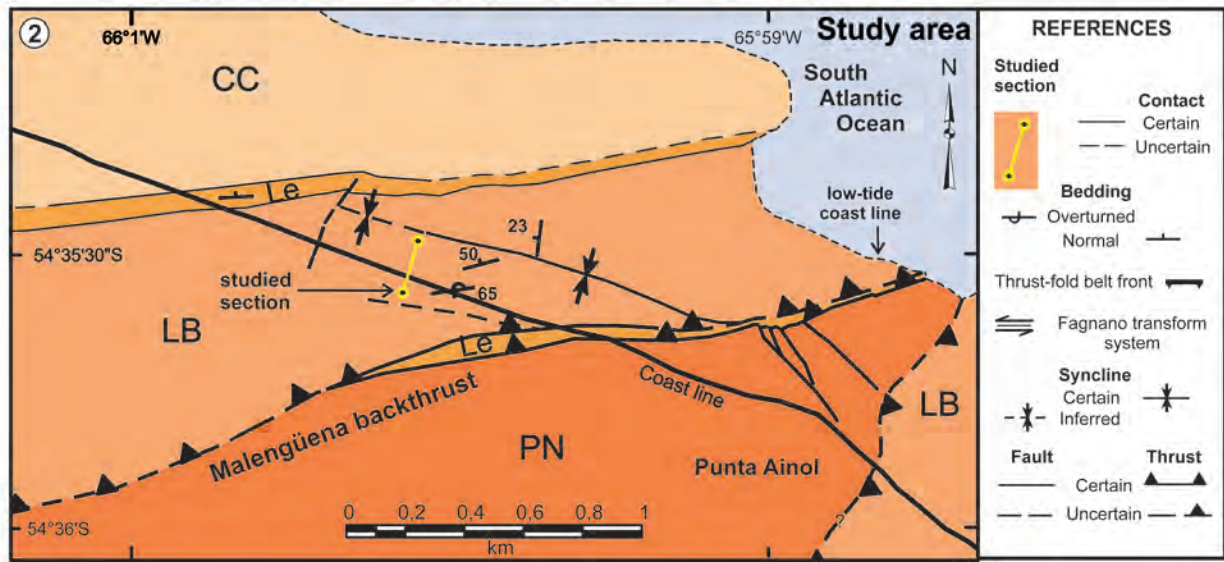 2
66°1'W
65°59'W
Study area
CC
South
Atlantic
Ocean
N
Le
low-tide
coast line
54°35'30"S
23
50
65
studied
section
LB
Le
Coast line
Malengüena backthrust
LB
PN
Punta Ainol
0 0,2 0,4 0,6 0,8 1
km
54°36'S
?
REFERENCES
Studied
section
Contact
Certain
Uncertain
Bedding
Overturned
Normal
Thrust-fold belt front
Fagnano transform
system
Syncline
Certain
Inferred
Fault Thrust
Certain
Uncertain